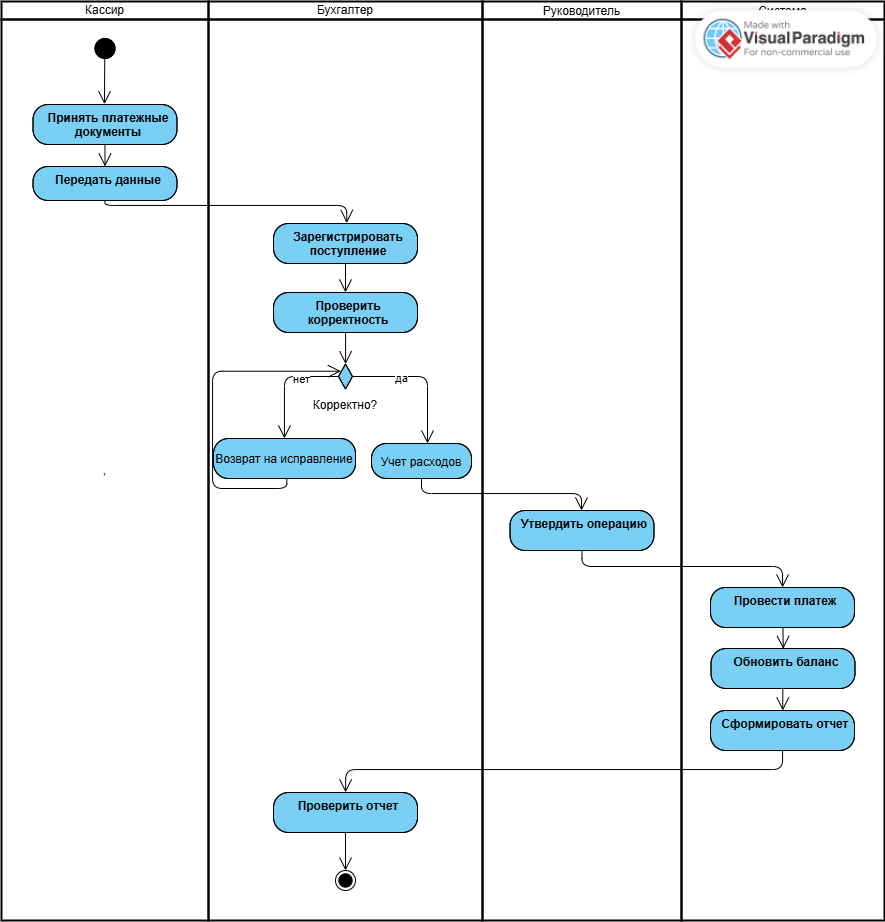 Кассир
Бухгалтер
Руководитель
Система
Made with
Visual Paradigm
For non-commercial use
Принять платежные
документы
Передать данные
Зарегистрировать
поступление
Проверить
корректность
нет
да
Корректно?
Возврат на исправление
Учет расходов
,
Утвердить операцию
Провести платеж
Обновить баланс
Сформировать отчет
Проверить отчет